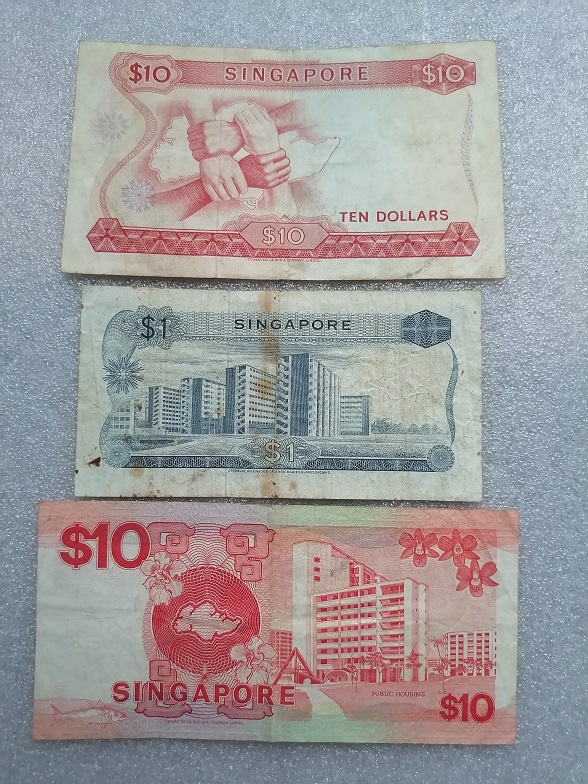 $10 SINGAPORE $10
TEN DOLLARS
$10
$1 SINGAPORE
$1
$10
SINGAPORE
PUBLIC HOUSING
$10